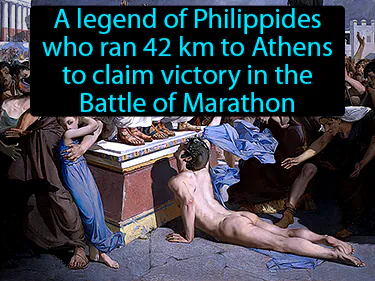 A legend of Philippides
who ran 42 km to Athens
to claim victory in the
Battle of Marathon